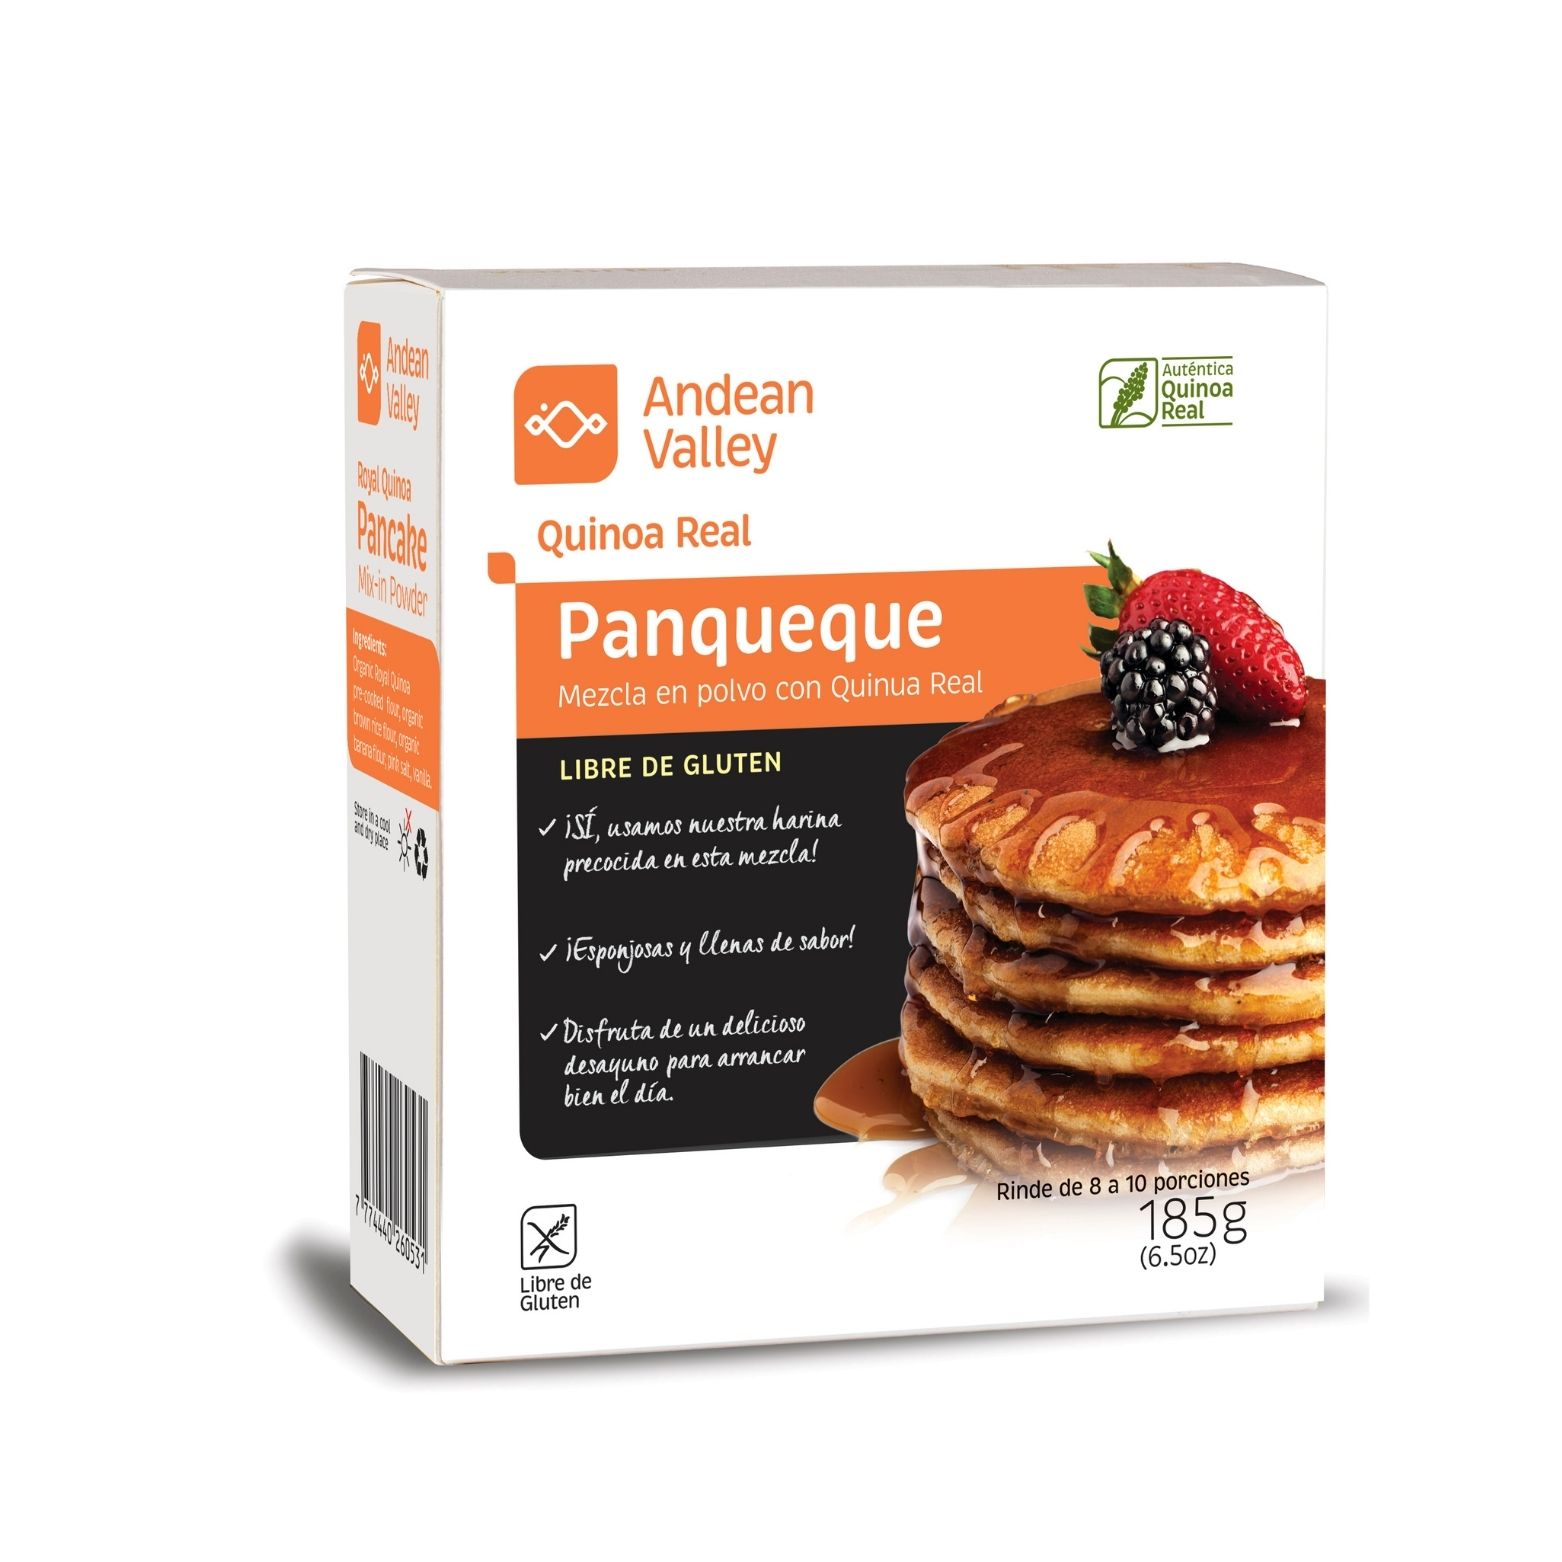 Andean
Valley
Royal Quinoa
Pancake
Mix-in Powder
Ingredients:
Organic Royal Quinoa
pre-cooked flour, organic
brown rice flour, organic
banana flour, pink salt, vanilla.
Store in a cool
and dry place
7 774440 260531
Andean
Valley
Auténtica
Quinoa
Real
Quinoa Real
Panqueque
Mezcla en polvo con Quinua Real
LIBRE DE GLUTEN
¡SÍ, usamos nuestra harina
precocida en esta mezcla!
¡Esponjosas y llenas de sabor!
Disfruta de un delicioso
desayuno para arrancar
bien el día.
Rinde de 8 a 10 porciones
185g
(6.5oz)
Libre de
Gluten